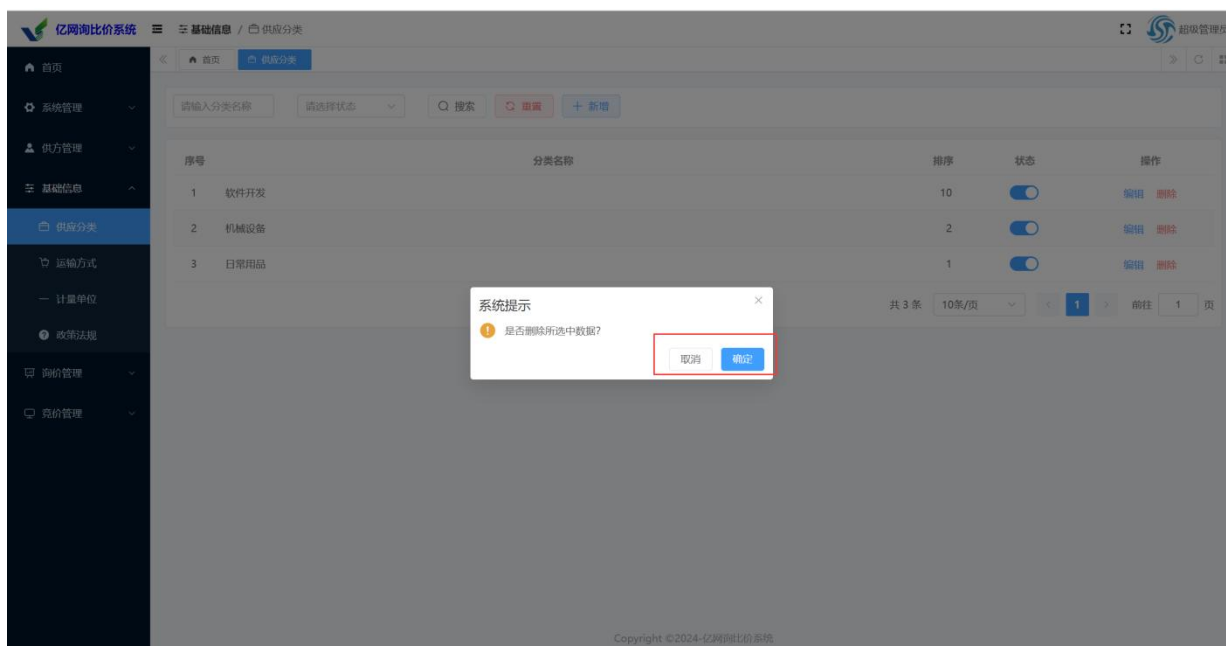 亿网询比价系统 基础信息 / 供应分类 超级管理员
首页 首页 供应分类
系统管理 请输入分类名称 请选择状态 搜索 重置 + 新增
供方管理 序号 分类名称 排序 状态 操作
基础信息 1 软件开发 10 编辑 删除
供应分类 2 机械设备 2 编辑 删除
运输方式 3 日常用品 1 编辑 删除
计量单位 系统提示 共 3 条 10条/页 1 前往 1 页
政策法规 是否删除所选中数据?
取消 确定
询价管理
竞价管理
Copyright ©2024-亿网询比价系统